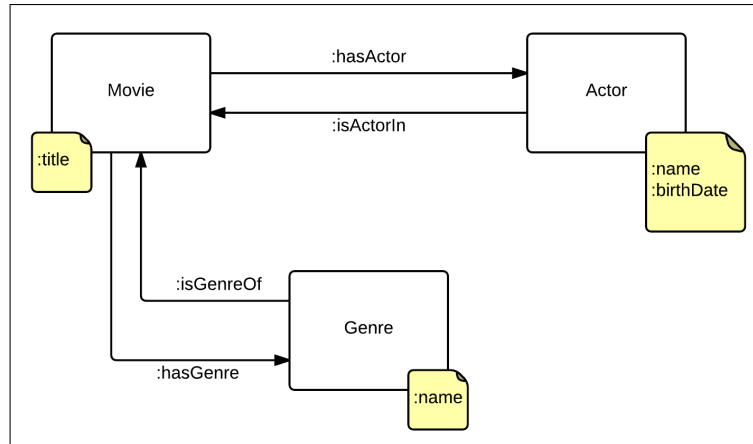 :hasActor
Movie
Actor
:isActorIn
:title
:name
:birthDate
:isGenreOf
Genre
:hasGenre
:name